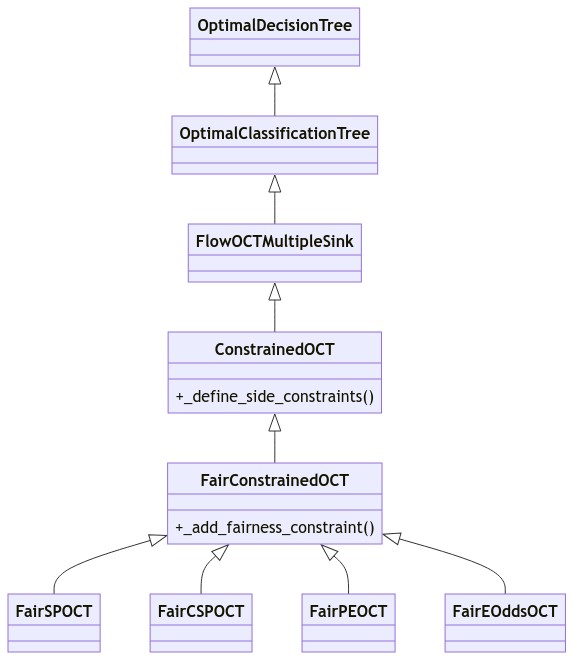 OptimalDecisionTree
OptimalClassificationTree
FlowOCTMultipleSink
ConstrainedOCT
+_define_side_constraints()
FairConstrainedOCT
+_add_fairness_constraint()
FairSPOCT
FairCSPOCT
FairPEOCT
FairEOddsOCT